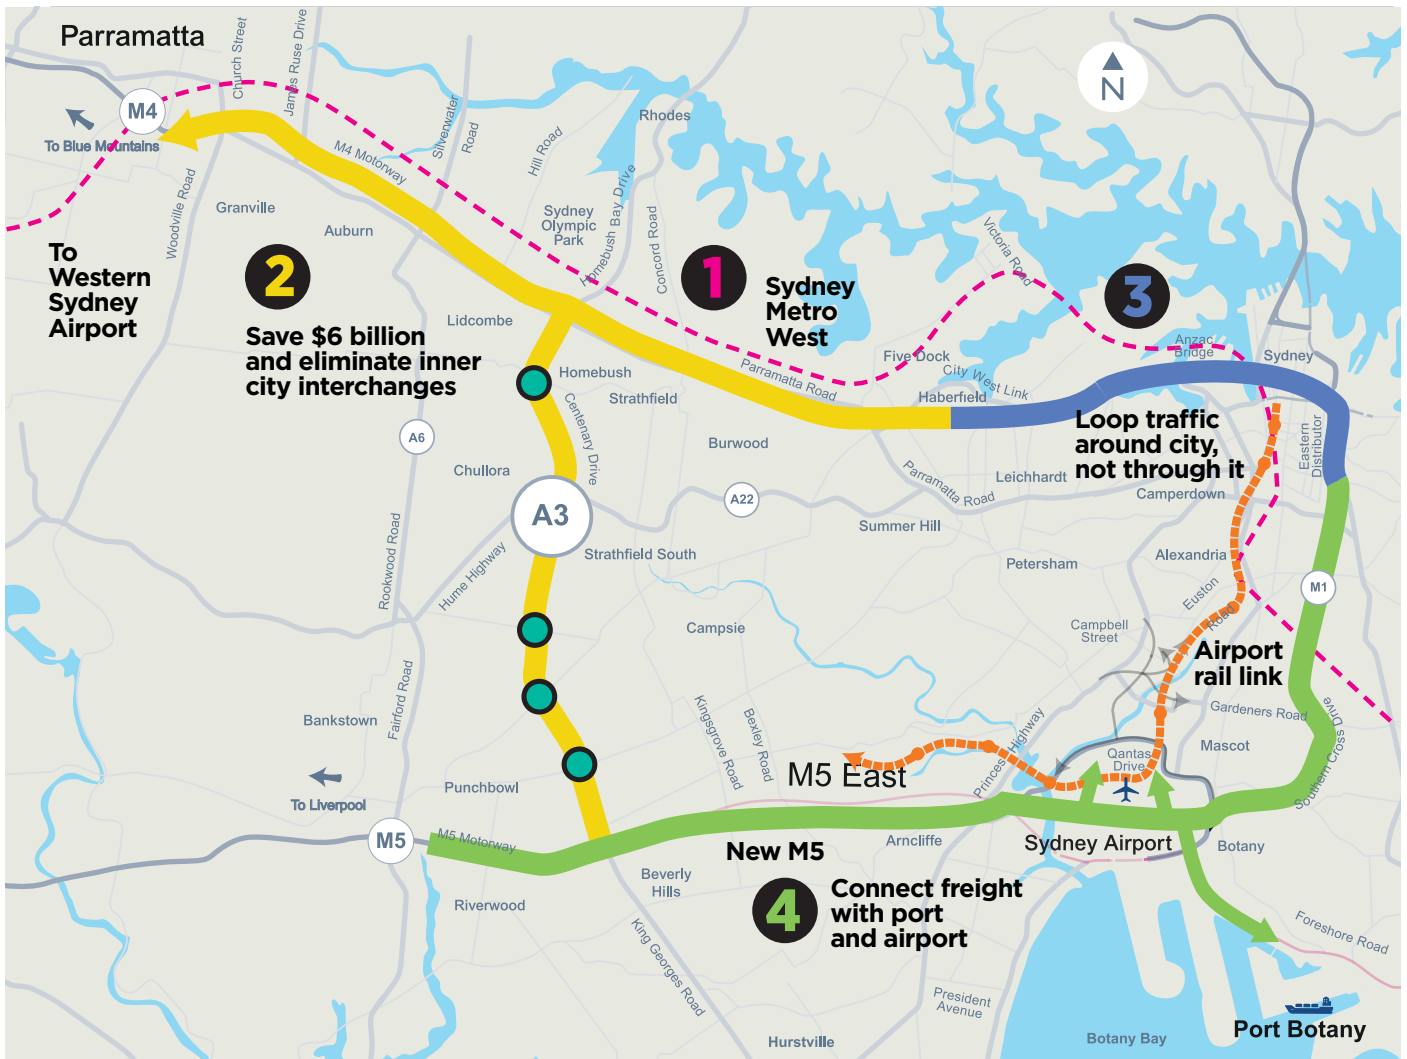 Parramatta
Church Street
James Ruse Drive
M4
To Blue Mountains
M4 Motorway
Silverwater
Road
Hill Road
Rhodes
N
Woodville Road
Granville
Auburn
Sydney
Olympic
Park
Homebush Bay Drive
Concord Road
Victoria Road
To
Western
Sydney
Airport
2
Save $6 billion
and eliminate inner
city interchanges
1
Sydney
Metro
West
3
Lidcombe
Homebush
Strathfield
Centenary Drive
Parramatta Road
Five Dock
City West Link
Haberfield
Anzac
Bridge
Sydney
Loop traffic
around city,
not through it
Eastern
Distributor
A6
Chullora
Burwood
A22
Parramatta Road
Leichhardt
Camperdown
A3
Summer Hill
Strathfield South
Hume Highway
Rookwood Road
Petersham
Alexandria
Euston
Road
M1
Campsie
Campbell
Street
Airport
rail link
Gardeners Road
Mascot
Bankstown
Fairford Road
Kingsgrove Road
Bexley Road
Princes Highway
Qantas
Drive
Southern Cross Drive
M5 East
To Liverpool
Punchbowl
M5
M5 Motorway
New M5
Arncliffe
Sydney Airport
Botany
Beverly
Hills
4
Connect freight
with port
and airport
Riverwood
King Georges Road
Foreshore Road
President
Avenue
Hurstville
Botany Bay
Port Botany